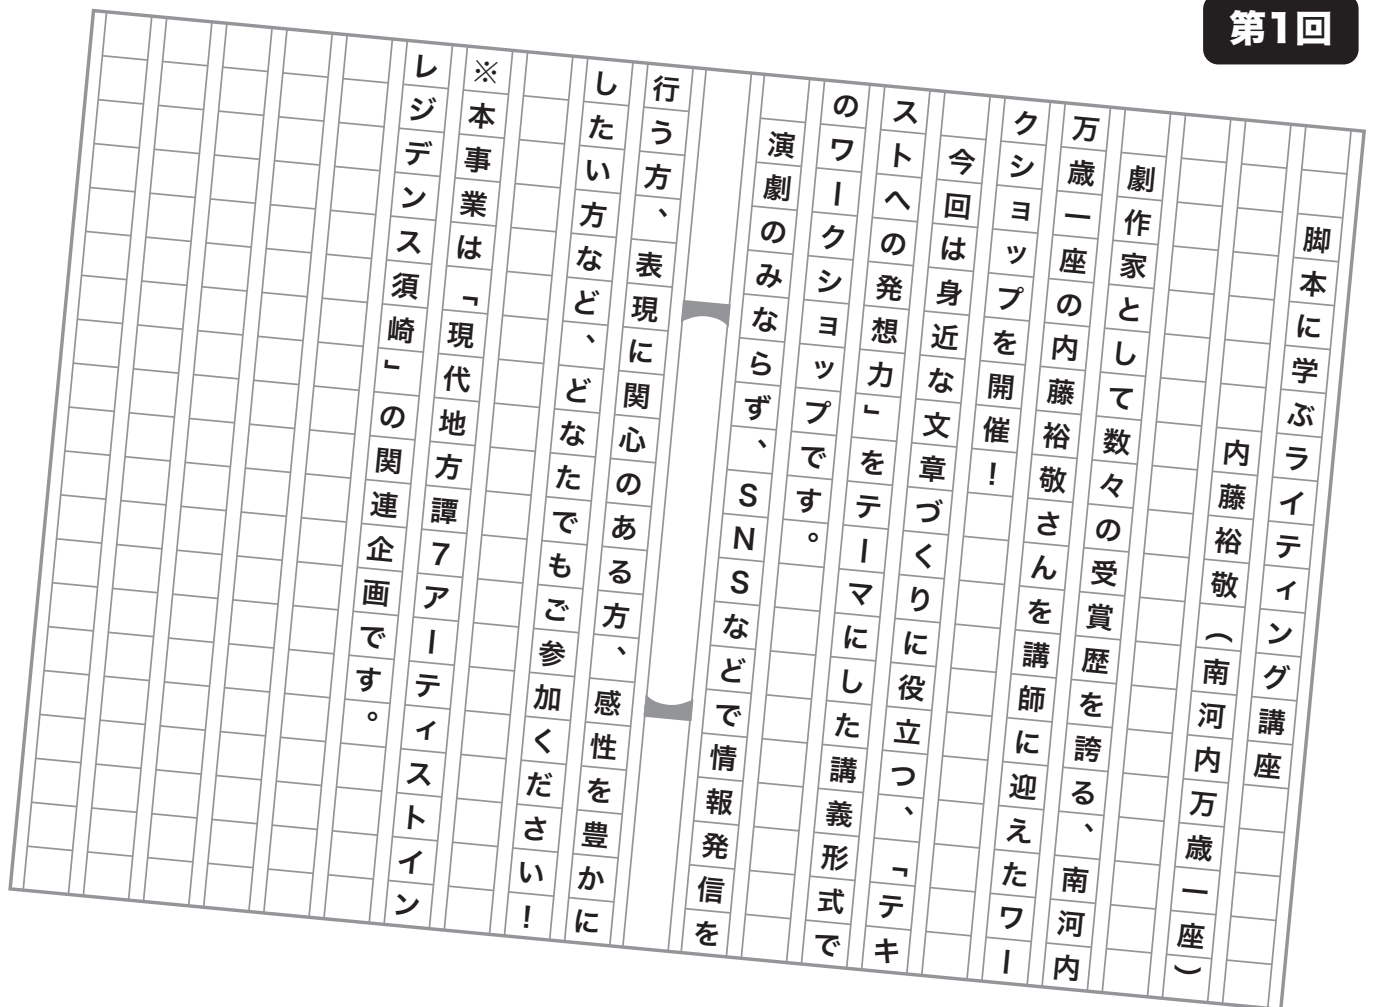 第1回
脚本に学ぶライティング講座
内藤裕敬（南河内万歳一座）
劇作家として数々の受賞歴を誇る、南河内
万歳一座の内藤裕敬さんを講師に迎えたワー
クショップを開催！
今回は身近な文章づくりに役立つ、「テキ
ストへの発想力」をテーマにした講義形式で
のワークショップです。
演劇のみならず、SNSなどで情報発信を
行う方、表現に関心のある方、感性を豊かに
したい方など、どなたでもご参加ください！
※本事業は「現代地方譚7アーティストイン
レジデンス須崎」の関連企画です。